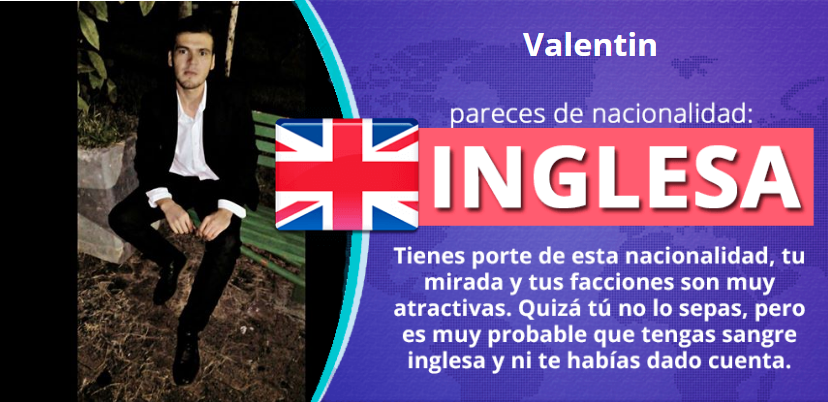 Valentin
pareces de nacionalidad:
INGLESA
Tienes porte de esta nacionalidad, tu
mirada y tus facciones son muy
atractivas. Quizá tú no lo sepas, pero
es muy probable que tengas sangre
inglesa y ni te habías dado cuenta.